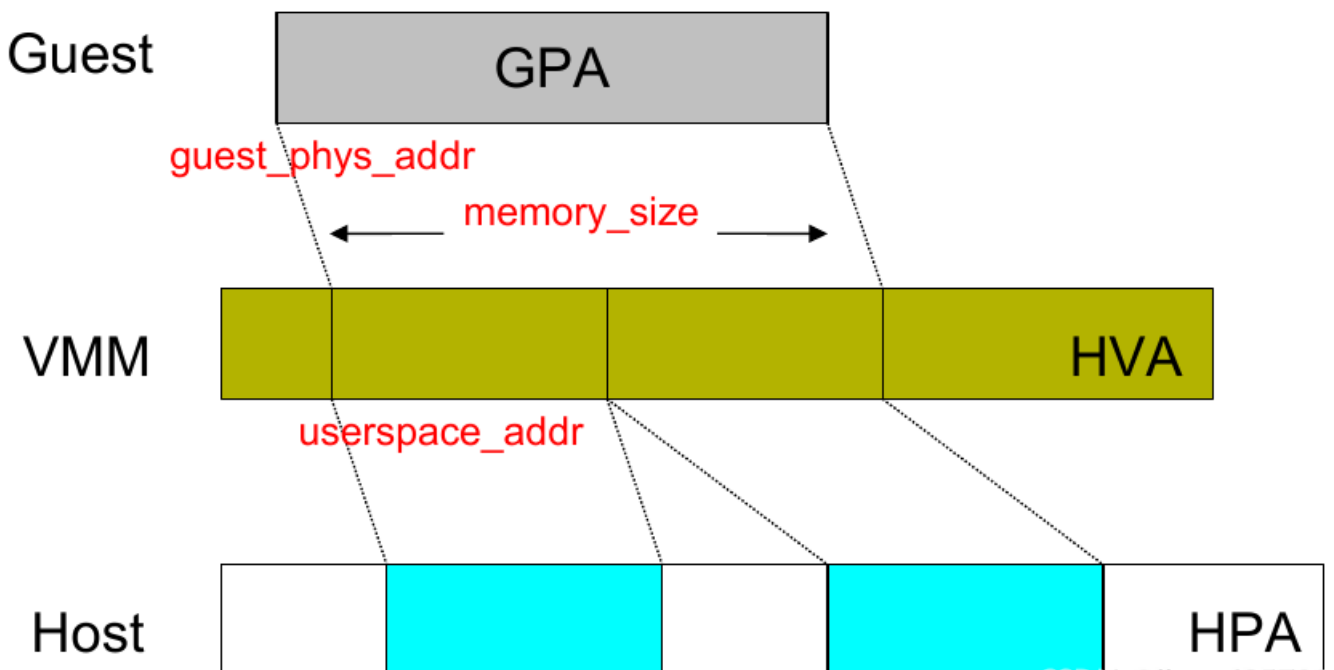 Guest
GPA
guest_phys_addr
memory_size
VMM
HVA
userspace_addr
Host
HPA